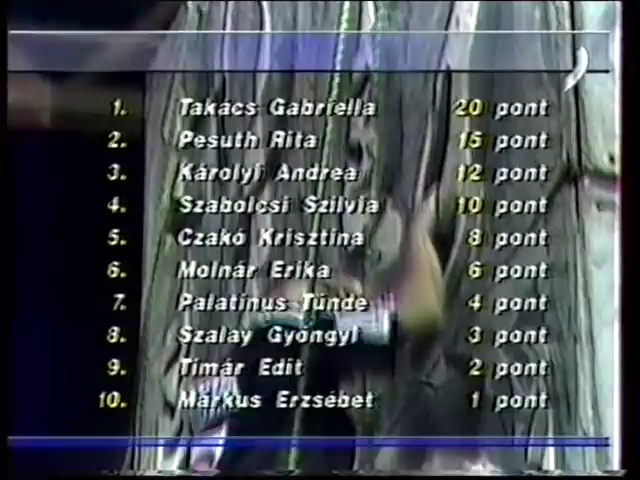 1. Takács Gabriella 20 pont
2. Pesuth Rita 15 pont
3. Károlyi Andrea 12 pont
4. Szabolcsi Szilvia 10 pont
5. Czakó Krisztina 8 pont
6. Molnár Erika 6 pont
7. Palatinus Tünde 4 pont
8. Szalay Gyöngyi 3 pont
9. Timár Edit 2 pont
10. Márkus Erzsébet 1 pont